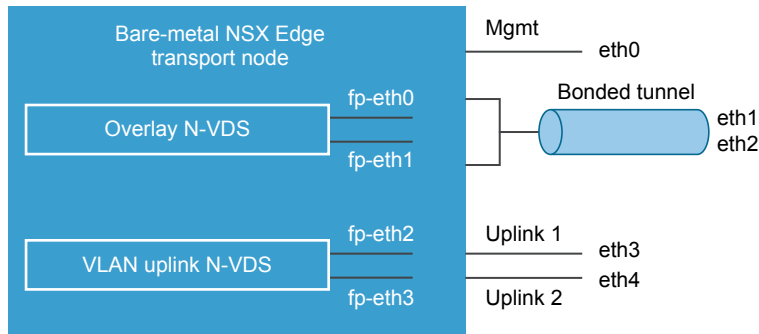 Bare-metal NSX Edge
transport node
Mgmt
eth0
fp-eth0
Overlay N-VDS
fp-eth1
Bonded tunnel
eth1
eth2
fp-eth2
VLAN uplink N-VDS
fp-eth3
Uplink 1
eth3
eth4
Uplink 2